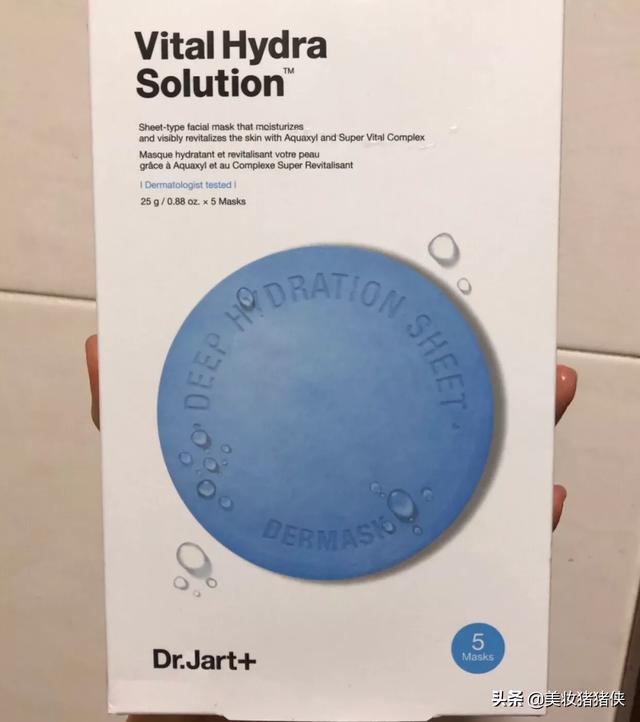 Vital Hydra
Solution™
Sheet-type facial mask that moisturizes
and visibly revitalizes the skin with Aquaxyl and Super Vital Complex
Masque hydratant et revitalisant votre peau
grâce à Aquaxyl et au Complexe Super Revitalisant
| Dermatologist tested |
25 g / 0.88 oz. × 5 Masks
DEEP HYDRATION SHEET
DERMASK
Dr.Jart+
5
Masks
头条 @美妆猪猪侠